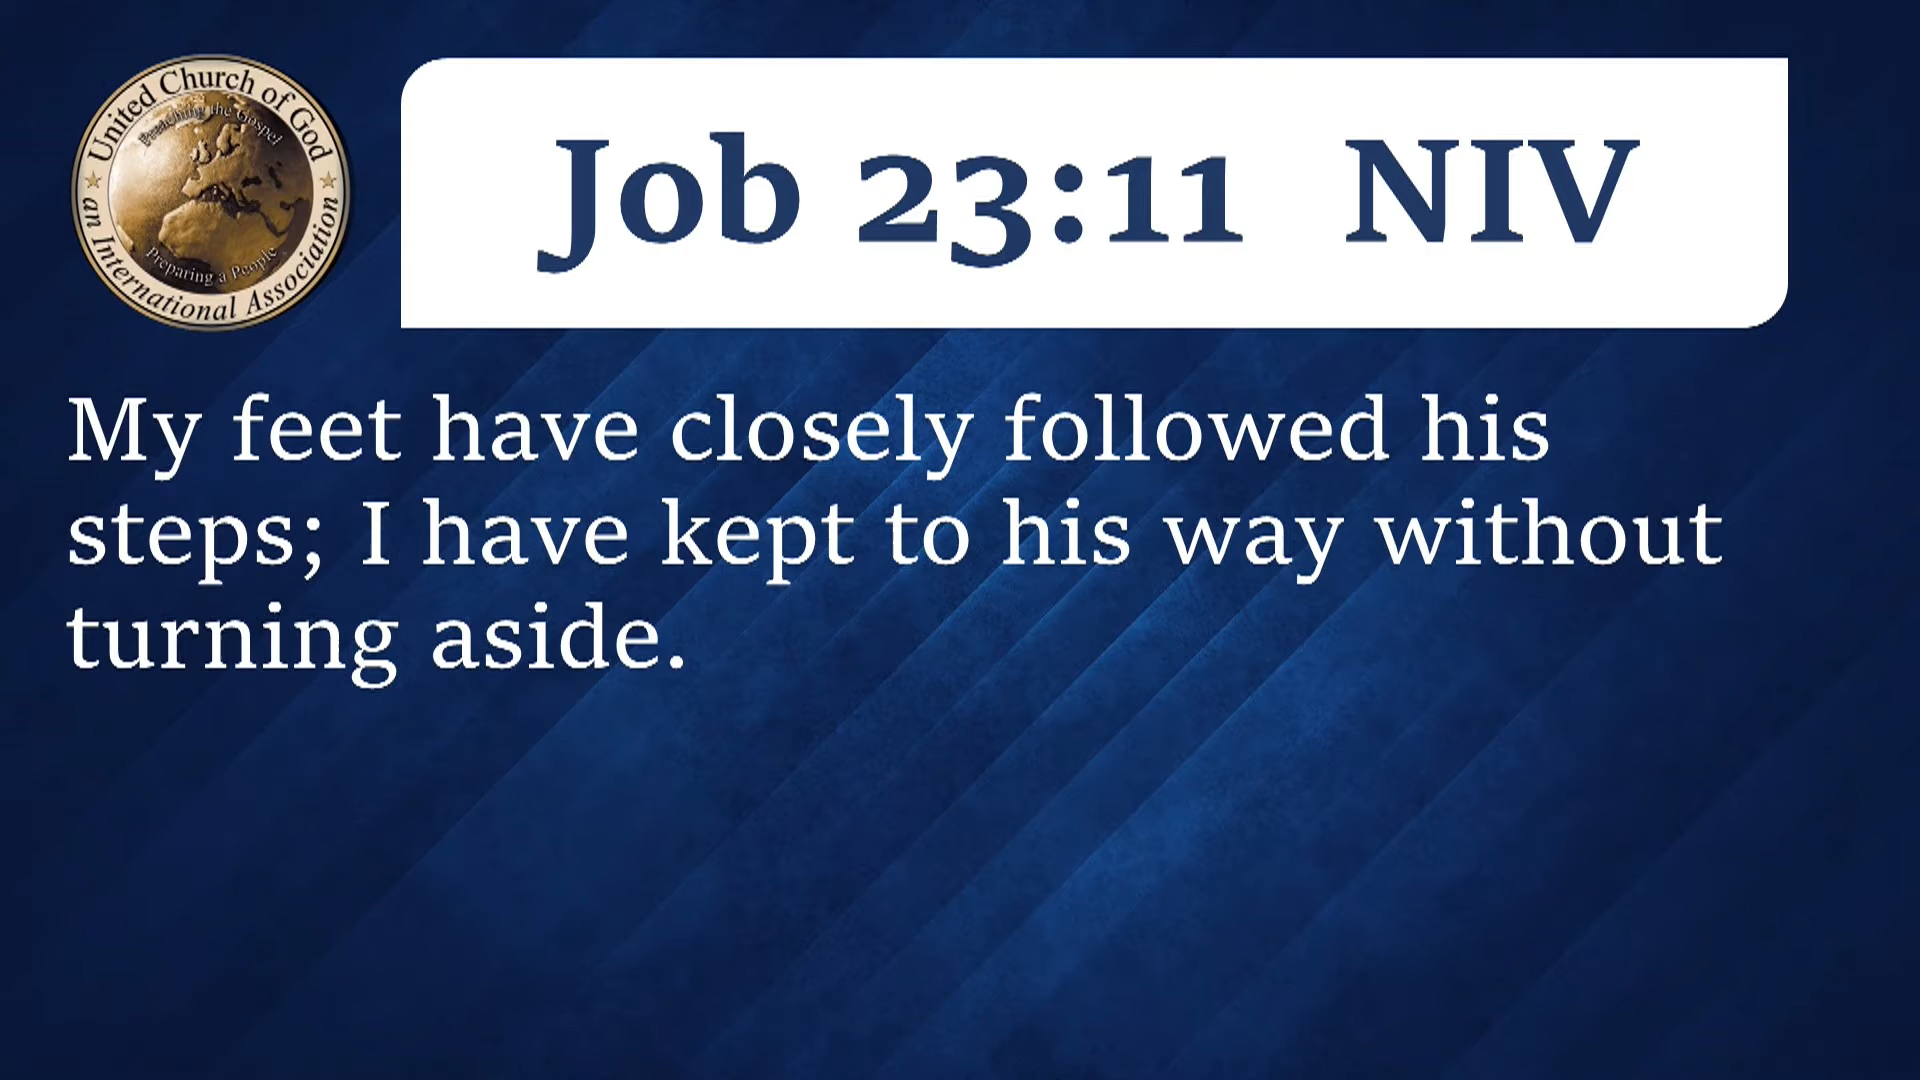 United Church of God
Preaching the Gospel
Preparing a People
an International Association
Job 23:11 NIV
My feet have closely followed his
steps; I have kept to his way without
turning aside.